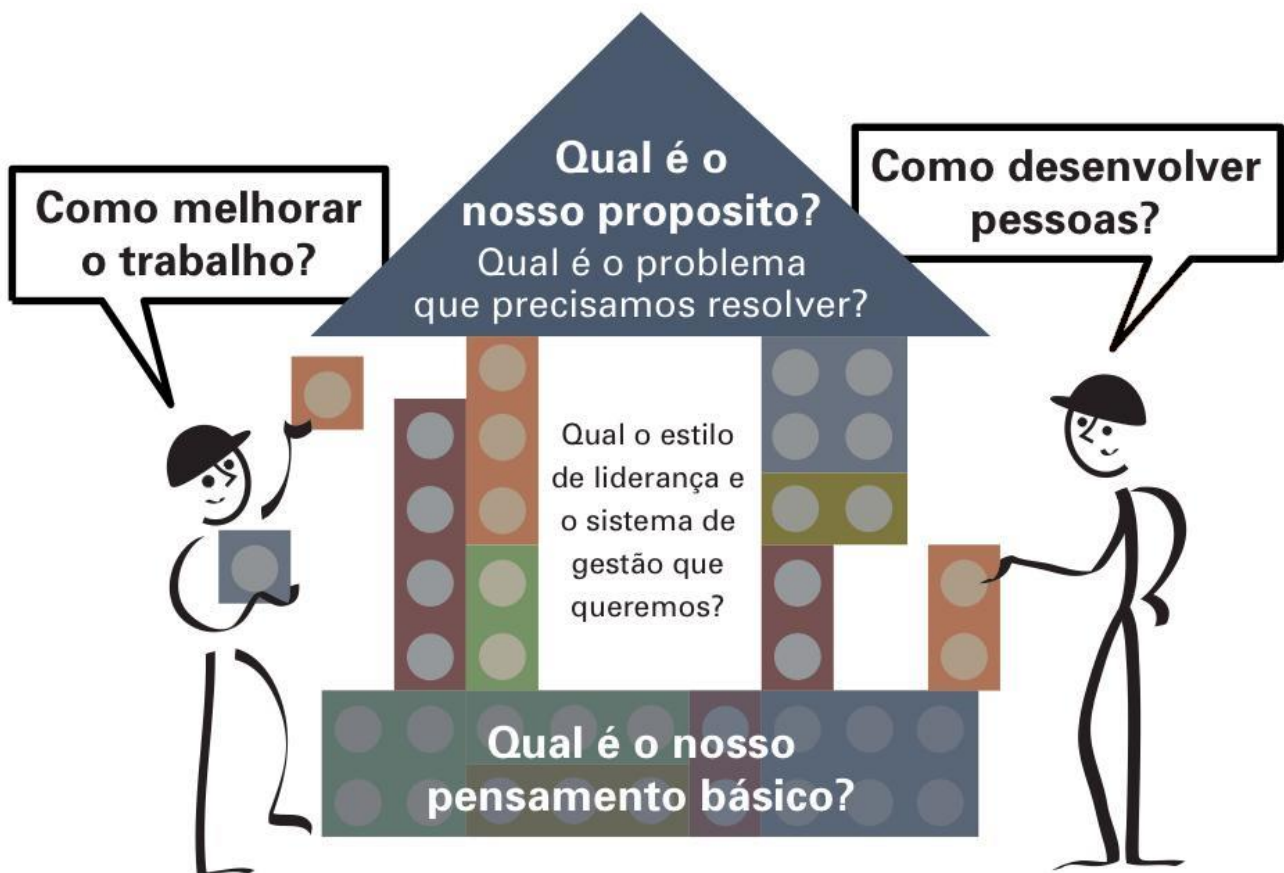 Qual é o
nosso proposito?
Qual é o problema
que precisamos resolver?
Como melhorar
o trabalho?
Como desenvolver
pessoas?
Qual o estilo
de liderança e
o sistema de
gestão que
queremos?
Qual é o nosso
pensamento básico?